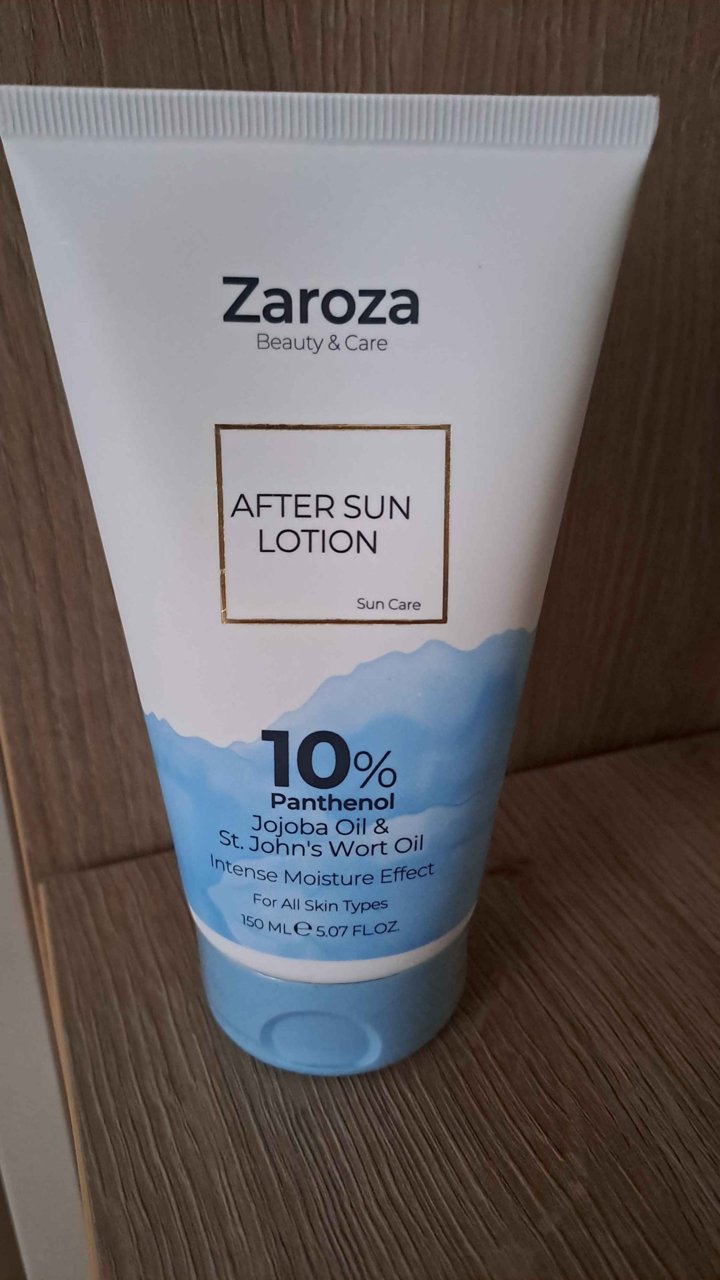 Zaroza
Beauty & Care
AFTER SUN
LOTION
Sun Care
10%
Panthenol
Jojoba Oil &
St. John's Wort Oil
Intense Moisture Effect
For All Skin Types
150 ML ℮ 5.07 FL.OZ.